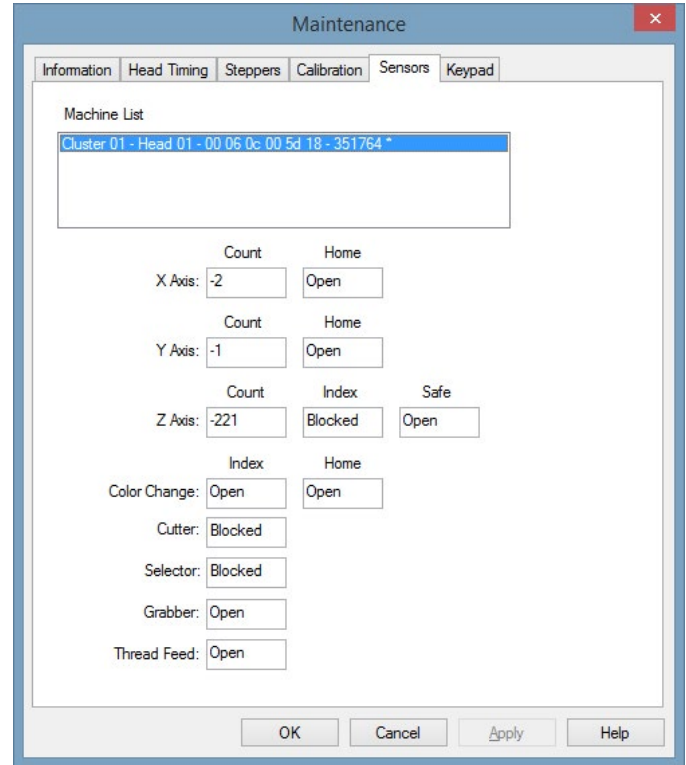 Maintenance
Information Head Timing Steppers Calibration Sensors Keypad
Machine List
Cluster 01 - Head 01 - 00 06 0c 00 5d 18 - 351764 *
Count Home
X Axis: -2 Open
Count Home
Y Axis: -1 Open
Count Index Safe
Z Axis: -221 Blocked Open
Index Home
Color Change: Open Open
Cutter: Blocked
Selector: Blocked
Grabber: Open
Thread Feed: Open
OK Cancel Apply Help